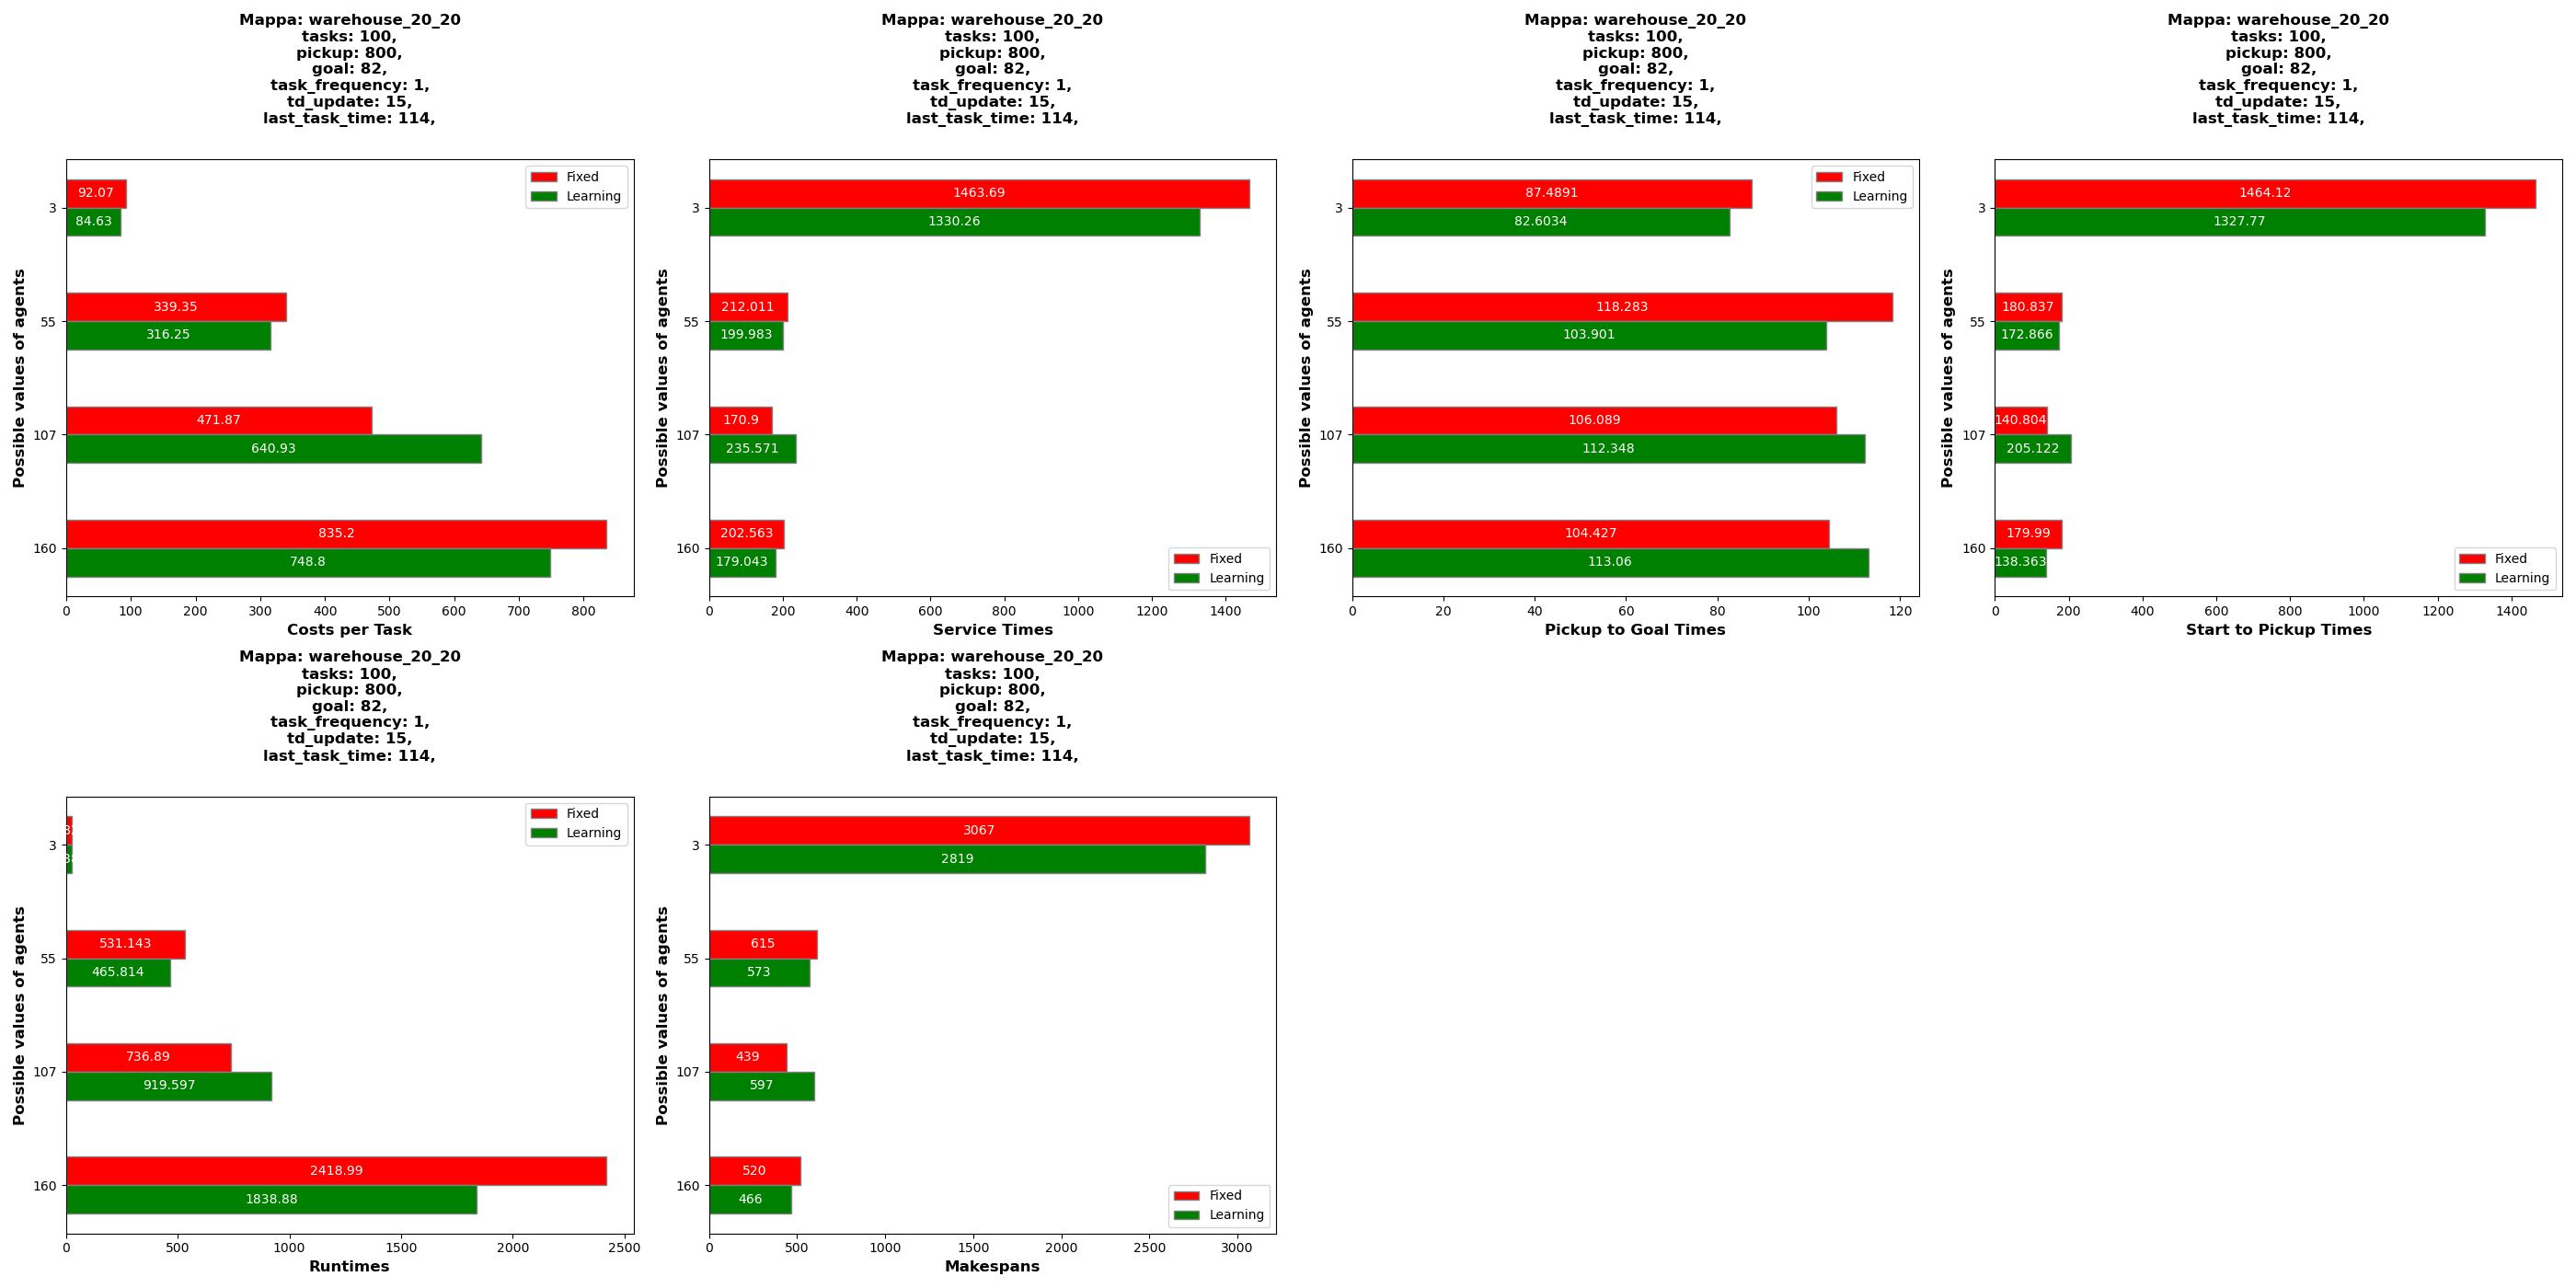 Mappa: warehouse_20_20
tasks: 100,
pickup: 800,
goal: 82,
task_frequency: 1,
td_update: 15,
last_task_time: 114,
Possible values of agents
Fixed
Learning
3
92.07
84.63
55
339.35
316.25
107
471.87
640.93
160
835.2
748.8
0 100 200 300 400 500 600 700 800
Costs per Task
Mappa: warehouse_20_20
tasks: 100,
pickup: 800,
goal: 82,
task_frequency: 1,
td_update: 15,
last_task_time: 114,
Possible values of agents
3
1463.69
1330.26
55
212.011
199.983
107
170.9
235.571
160
202.563
179.043
Fixed
Learning
0 200 400 600 800 1000 1200 1400
Service Times
Mappa: warehouse_20_20
tasks: 100,
pickup: 800,
goal: 82,
task_frequency: 1,
td_update: 15,
last_task_time: 114,
Possible values of agents
Fixed
Learning
3
87.4891
82.6034
55
118.283
103.901
107
106.089
112.348
160
104.427
113.06
0 20 40 60 80 100 120
Pickup to Goal Times
Mappa: warehouse_20_20
tasks: 100,
pickup: 800,
goal: 82,
task_frequency: 1,
td_update: 15,
last_task_time: 114,
Possible values of agents
3
1464.12
1327.77
55
180.837
172.866
107
140.804
205.122
160
179.99
138.363
Fixed
Learning
0 200 400 600 800 1000 1200 1400
Start to Pickup Times
Mappa: warehouse_20_20
tasks: 100,
pickup: 800,
goal: 82,
task_frequency: 1,
td_update: 15,
last_task_time: 114,
Possible values of agents
Fixed
Learning
3
55
531.143
465.814
107
736.89
919.597
160
2418.99
1838.88
0 500 1000 1500 2000 2500
Runtimes
Mappa: warehouse_20_20
tasks: 100,
pickup: 800,
goal: 82,
task_frequency: 1,
td_update: 15,
last_task_time: 114,
Possible values of agents
3
3067
2819
55
615
573
107
439
597
160
520
466
Fixed
Learning
0 500 1000 1500 2000 2500 3000
Makespans